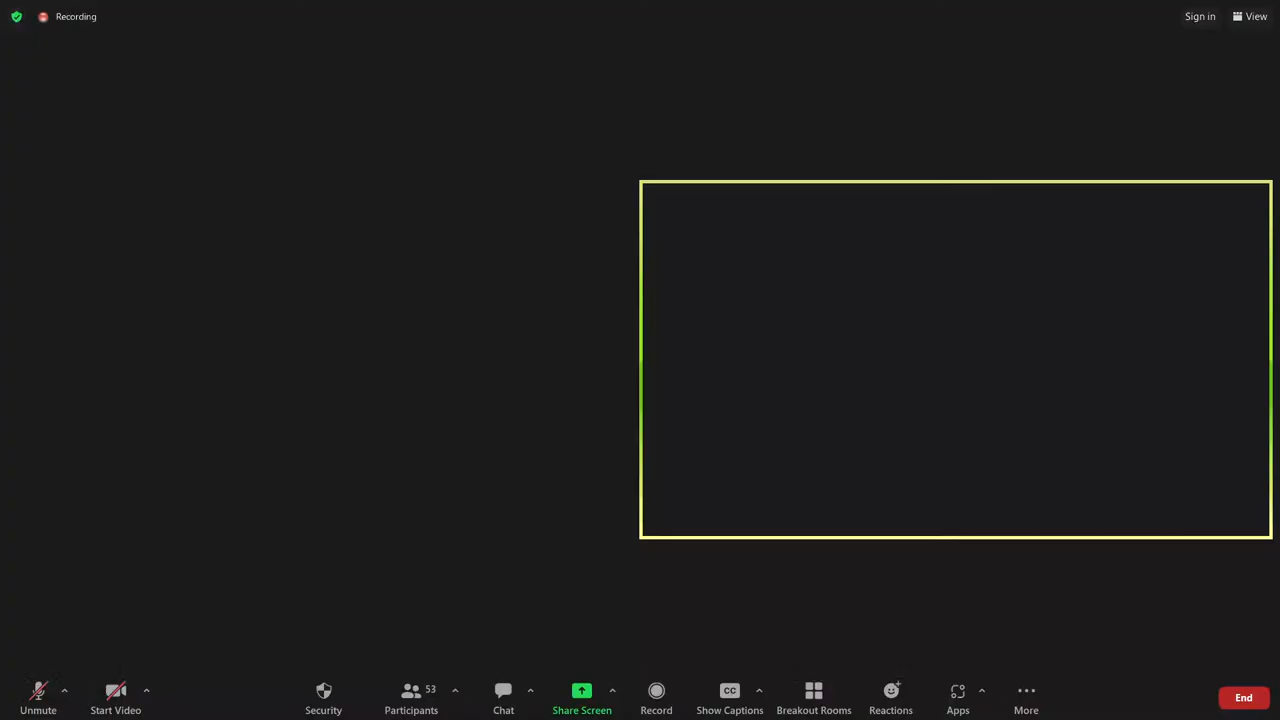 Recording
Sign in
View
Unmute
Start Video
Security
Participants
53
Chat
Share Screen
Record
CC
Show Captions
Breakout Rooms
Reactions
Apps
More
End